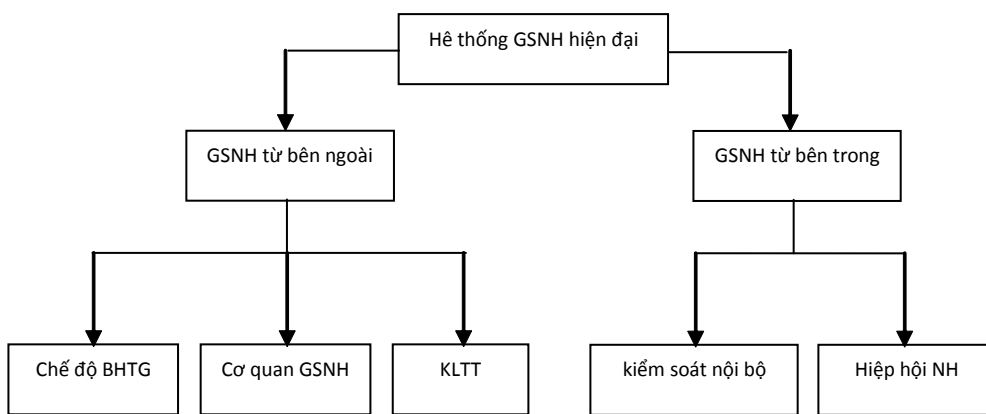 Hê thống GSNH hiện đại
GSNH từ bên ngoài
GSNH từ bên trong
Chế độ BHTG
Cơ quan GSNH
KLTT
kiểm soát nội bộ
Hiệp hội NH